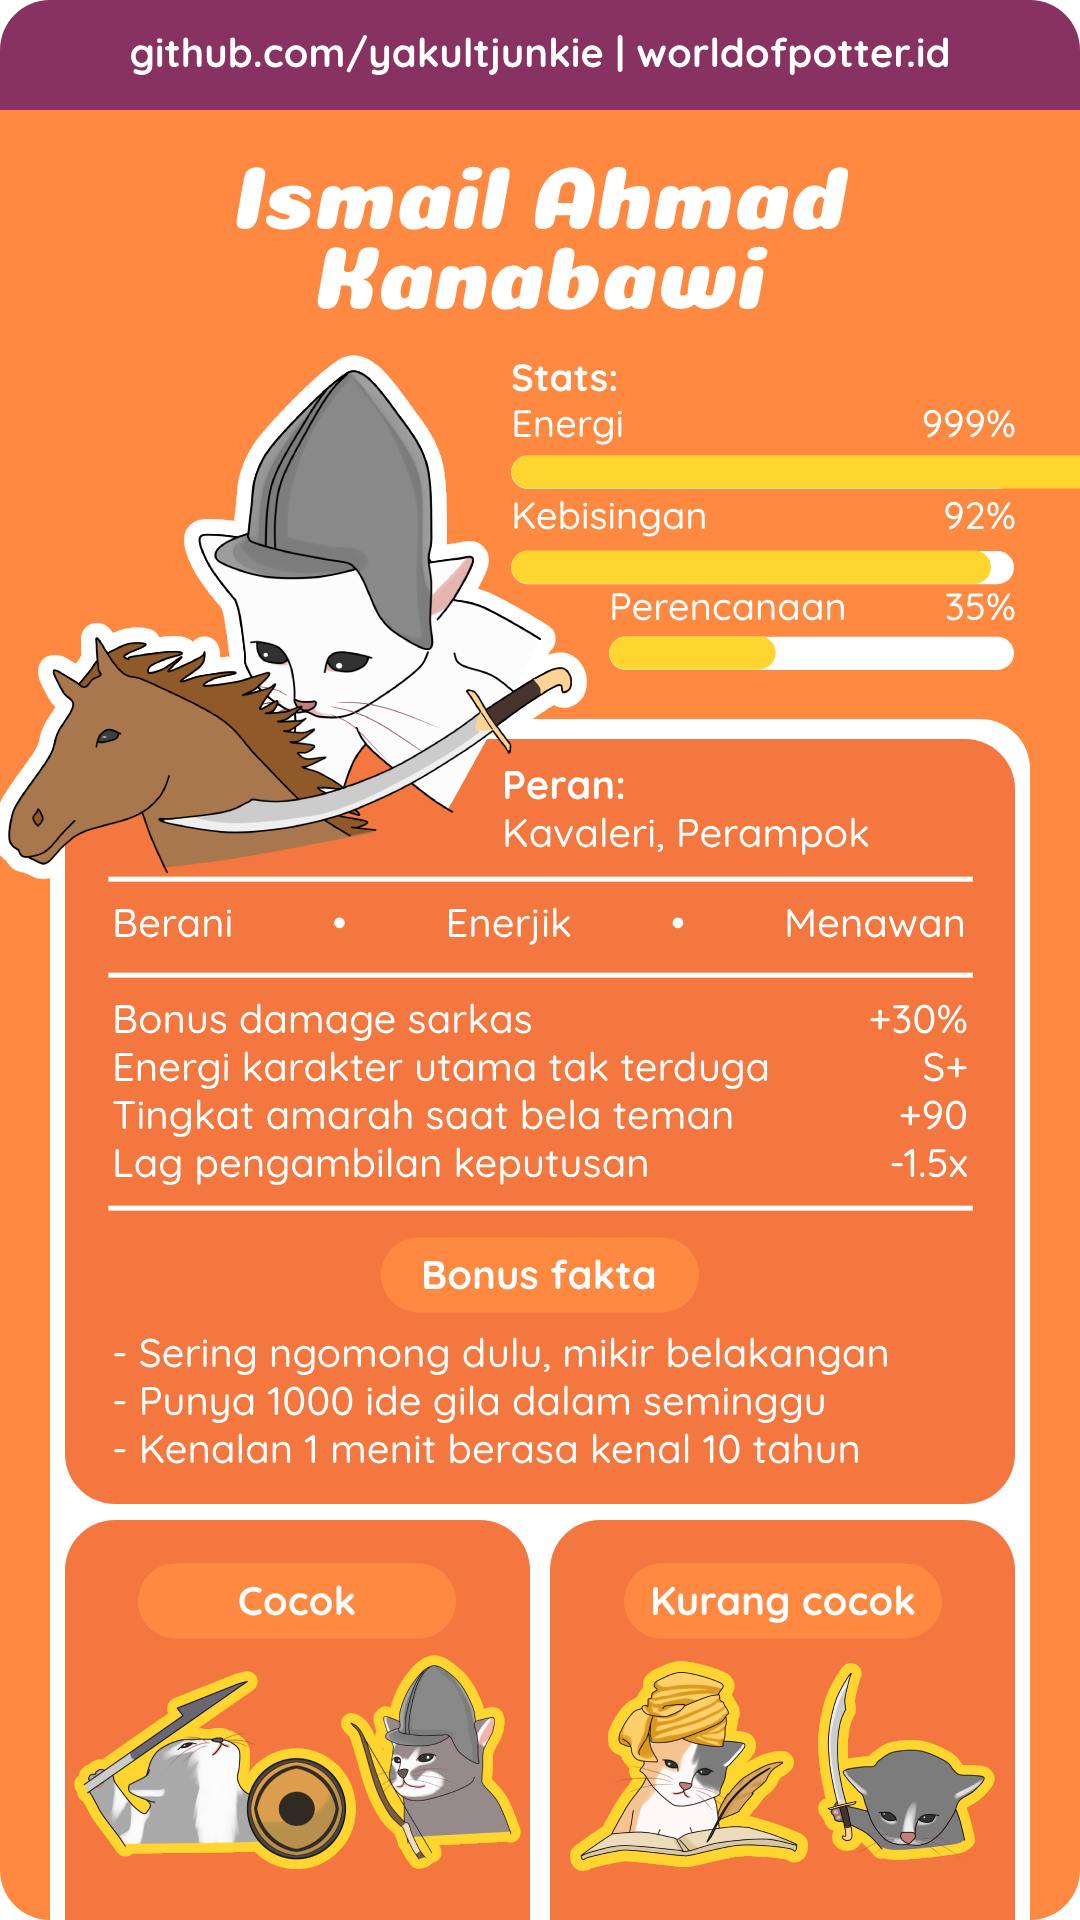 github.com/yakultjunkie | worldofpotter.id
Ismail Ahmad
Kanabawi
Stats:
Energi 999%
Kebisingan 92%
Perencanaan 35%
Peran:
Kavaleri, Perampok
Berani • Enerjik • Menawan
Bonus damage sarkas +30%
Energi karakter utama tak terduga S+
Tingkat amarah saat bela teman +90
Lag pengambilan keputusan -1.5x
Bonus fakta
- Sering ngomong dulu, mikir belakangan
- Punya 1000 ide gila dalam seminggu
- Kenalan 1 menit berasa kenal 10 tahun
Cocok
Kurang cocok